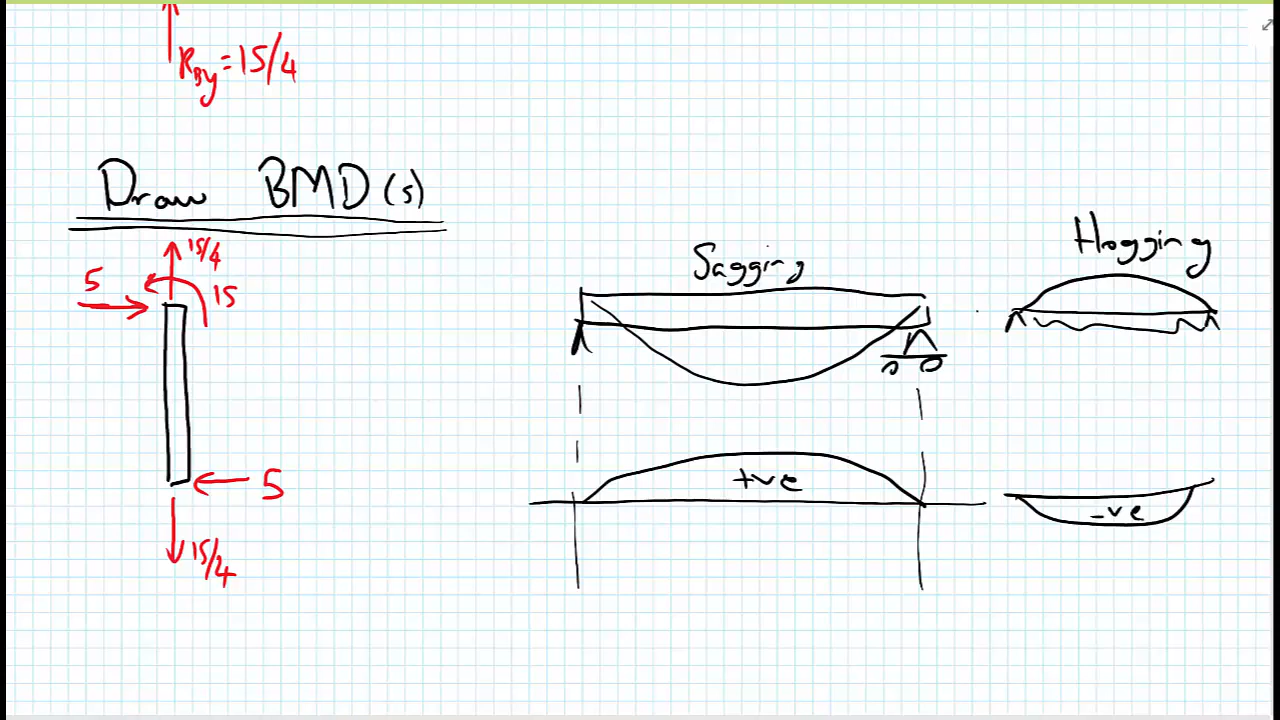 R_By = 15/4
Draw BMD(s)
15/4
5
15
5
15/4
Sagging
Hogging
+ve
-ve